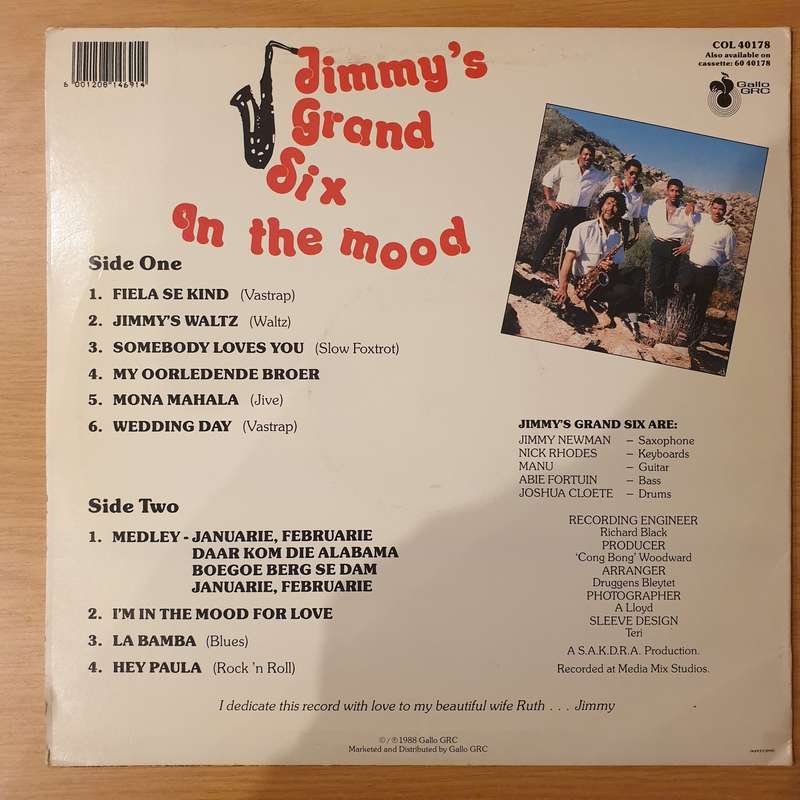 6 001208 146914
Jimmy's
Grand
Six
In the mood
COL 40178
Also available on
cassette: 60 40178
Gallo
GRC
Side One
1. FIELA SE KIND (Vastrap)
2. JIMMY'S WALTZ (Waltz)
3. SOMEBODY LOVES YOU (Slow Foxtrot)
4. MY OORLEDENDE BROER
5. MONA MAHALA (Jive)
6. WEDDING DAY (Vastrap)
Side Two
1. MEDLEY - JANUARIE, FEBRUARIE
DAAR KOM DIE ALABAMA
BOEGOE BERG SE DAM
JANUARIE, FEBRUARIE
2. I'M IN THE MOOD FOR LOVE
3. LA BAMBA (Blues)
4. HEY PAULA (Rock 'n Roll)
JIMMY'S GRAND SIX ARE:
JIMMY NEWMAN – Saxophone
NICK RHODES – Keyboards
MANU – Guitar
ABIE FORTUIN – Bass
JOSHUA CLOETE – Drums
RECORDING ENGINEER
Richard Black
PRODUCER
'Cong Bong' Woodward
ARRANGER
Druggens Bleytet
PHOTOGRAPHER
A Lloyd
SLEEVE DESIGN
Teri
A S.A.K.D.R.A. Production.
Recorded at Media Mix Studios.
I dedicate this record with love to my beautiful wife Ruth . . . Jimmy
©/℗ 1988 Gallo GRC
Marketed and Distributed by Gallo GRC